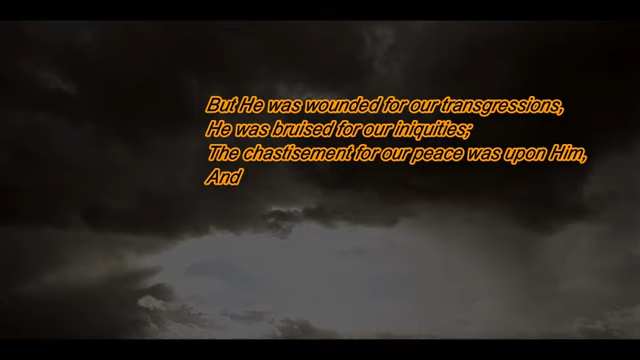 But He was wounded for our transgressions,
He was bruised for our iniquities;
The chastisement for our peace was upon Him,
And